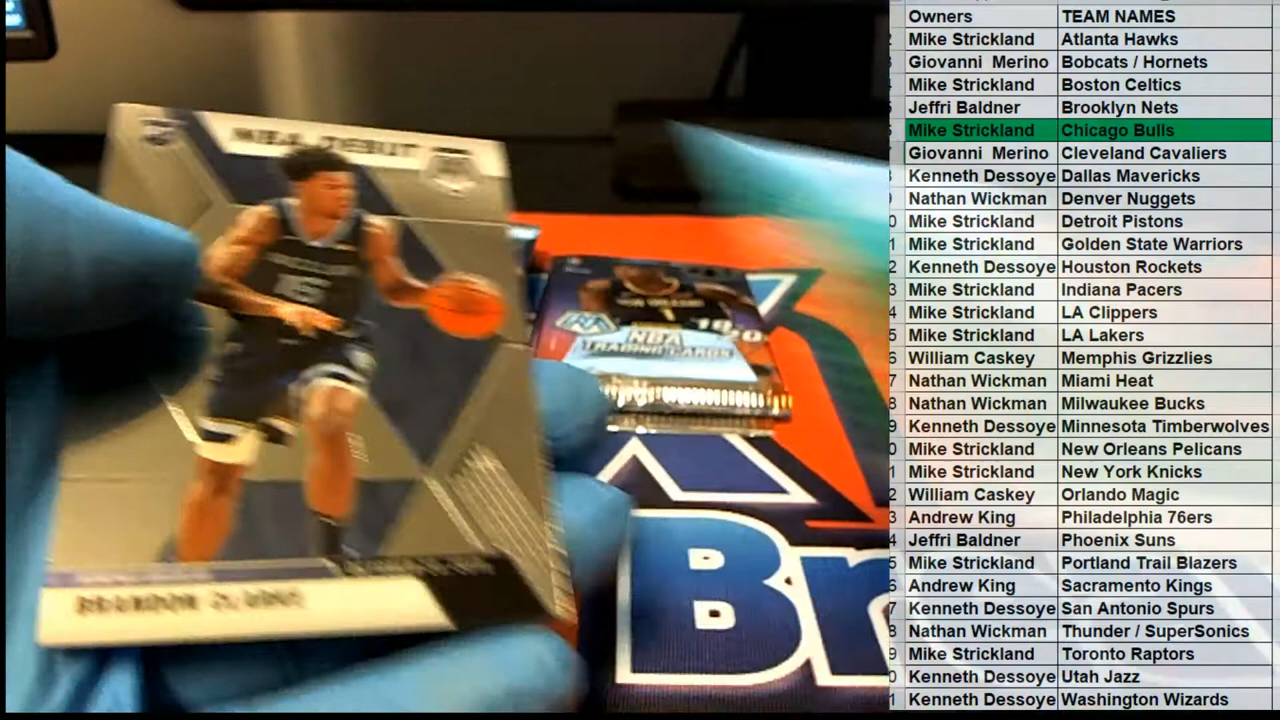 NBA DEBUT
15
BRANDON CLARKE
19
20
NBA
TRADING CARDS
Br
Owners TEAM NAMES
Mike Strickland Atlanta Hawks
Giovanni Merino Bobcats / Hornets
Mike Strickland Boston Celtics
Jeffri Baldner Brooklyn Nets
Mike Strickland Chicago Bulls
Giovanni Merino Cleveland Cavaliers
Kenneth Dessoye Dallas Mavericks
Nathan Wickman Denver Nuggets
Mike Strickland Detroit Pistons
Mike Strickland Golden State Warriors
Kenneth Dessoye Houston Rockets
Mike Strickland Indiana Pacers
Mike Strickland LA Clippers
Mike Strickland LA Lakers
William Caskey Memphis Grizzlies
Nathan Wickman Miami Heat
Nathan Wickman Milwaukee Bucks
Kenneth Dessoye Minnesota Timberwolves
Mike Strickland New Orleans Pelicans
Mike Strickland New York Knicks
William Caskey Orlando Magic
Andrew King Philadelphia 76ers
Jeffri Baldner Phoenix Suns
Mike Strickland Portland Trail Blazers
Andrew King Sacramento Kings
Kenneth Dessoye San Antonio Spurs
Nathan Wickman Thunder / SuperSonics
Mike Strickland Toronto Raptors
Kenneth Dessoye Utah Jazz
Kenneth Dessoye Washington Wizards